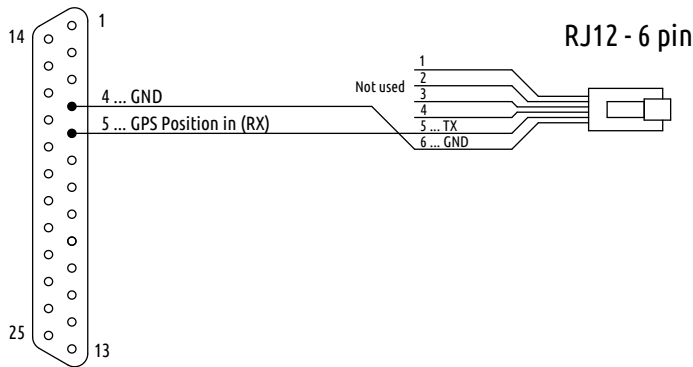 1
14
RJ12 - 6 pin
1
2
Not used
3
4
4 ... GND
5 ... GPS Position in (RX)
5 ... TX
6 ... GND
25
13